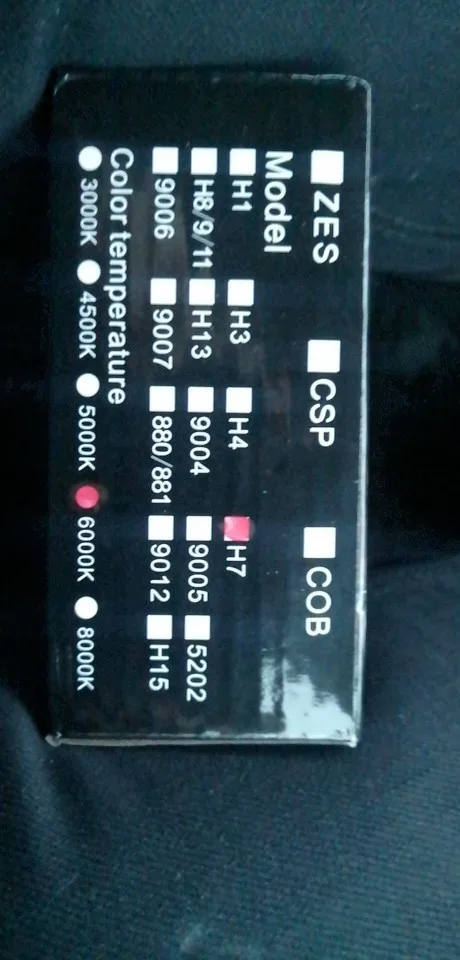 ZES CSP COB
Model
H1 H3 H4 H7
H8/9/11 H13 9004 9005 5202
9006 9007 880/881 9012 H15
Color temperature
3000K 4500K 5000K 6000K 8000K